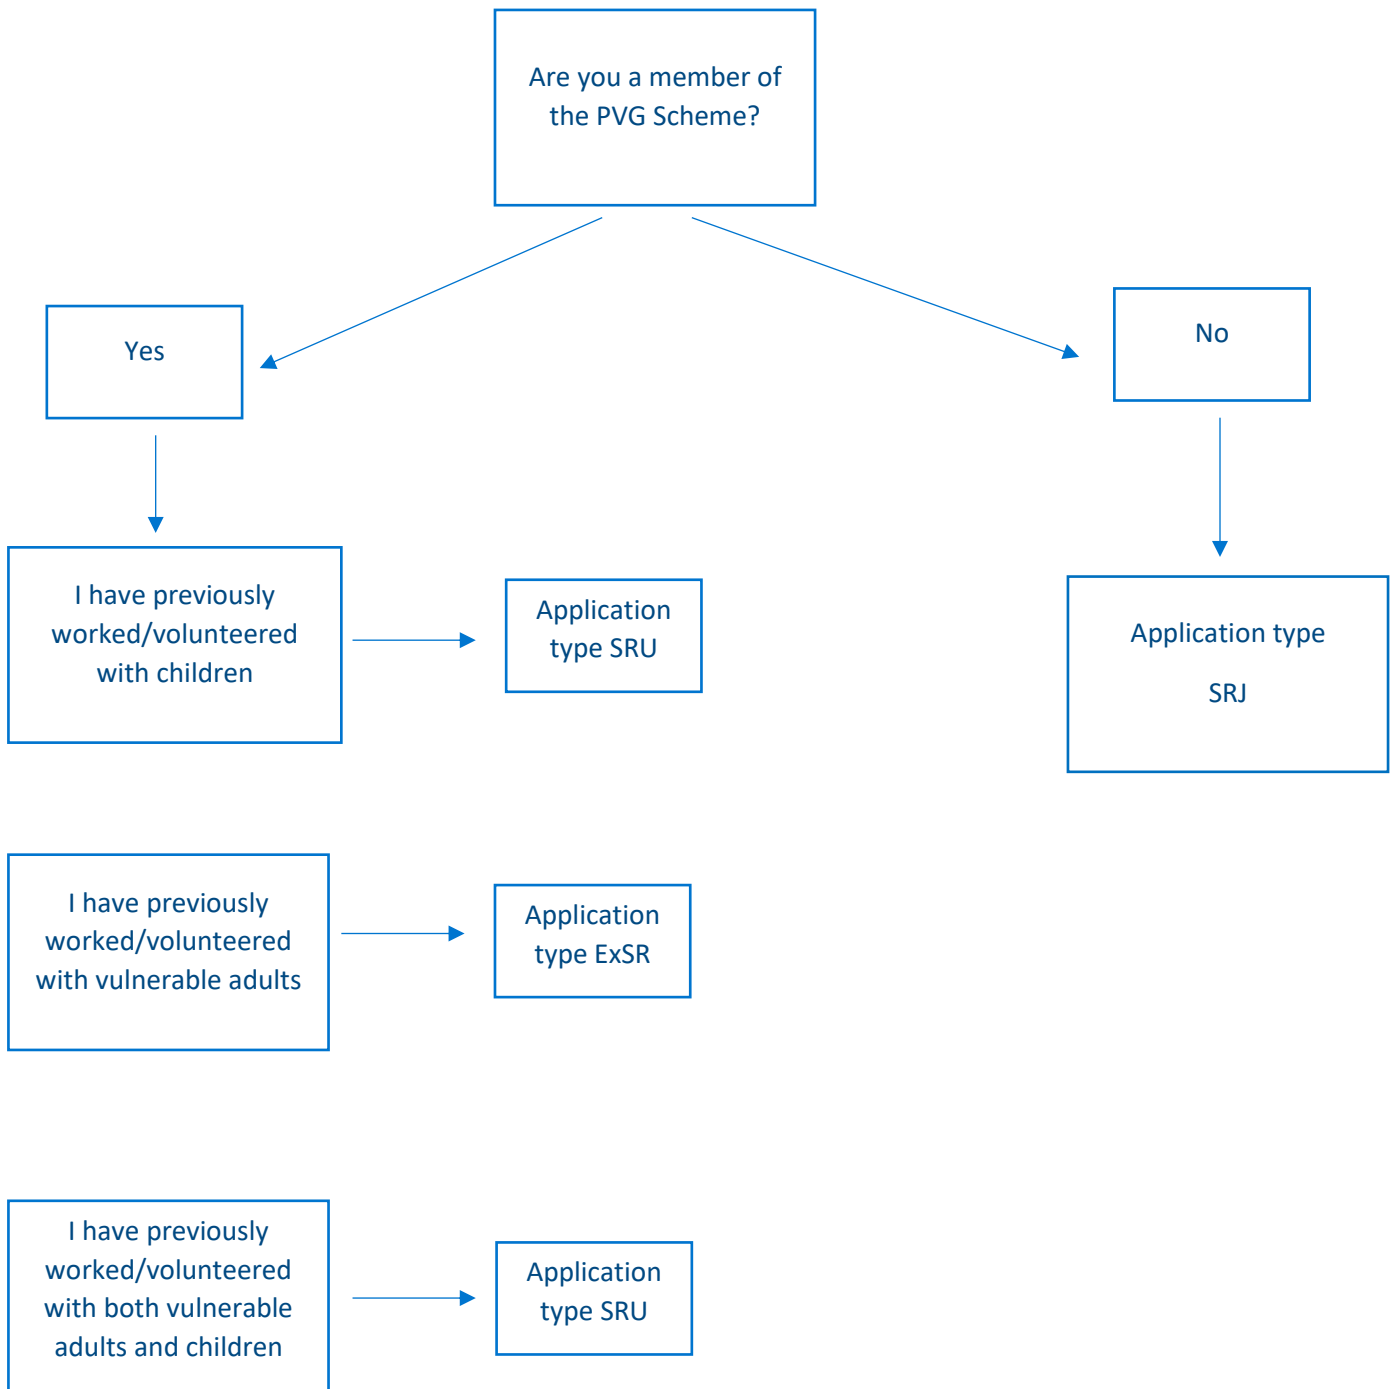 Are you a member of
the PVG Scheme?
Yes
No
I have previously
worked/volunteered
with children
Application
type SRU
Application type
SRJ
I have previously
worked/volunteered
with vulnerable adults
Application
type ExSR
I have previously
worked/volunteered
with both vulnerable
adults and children
Application
type SRU